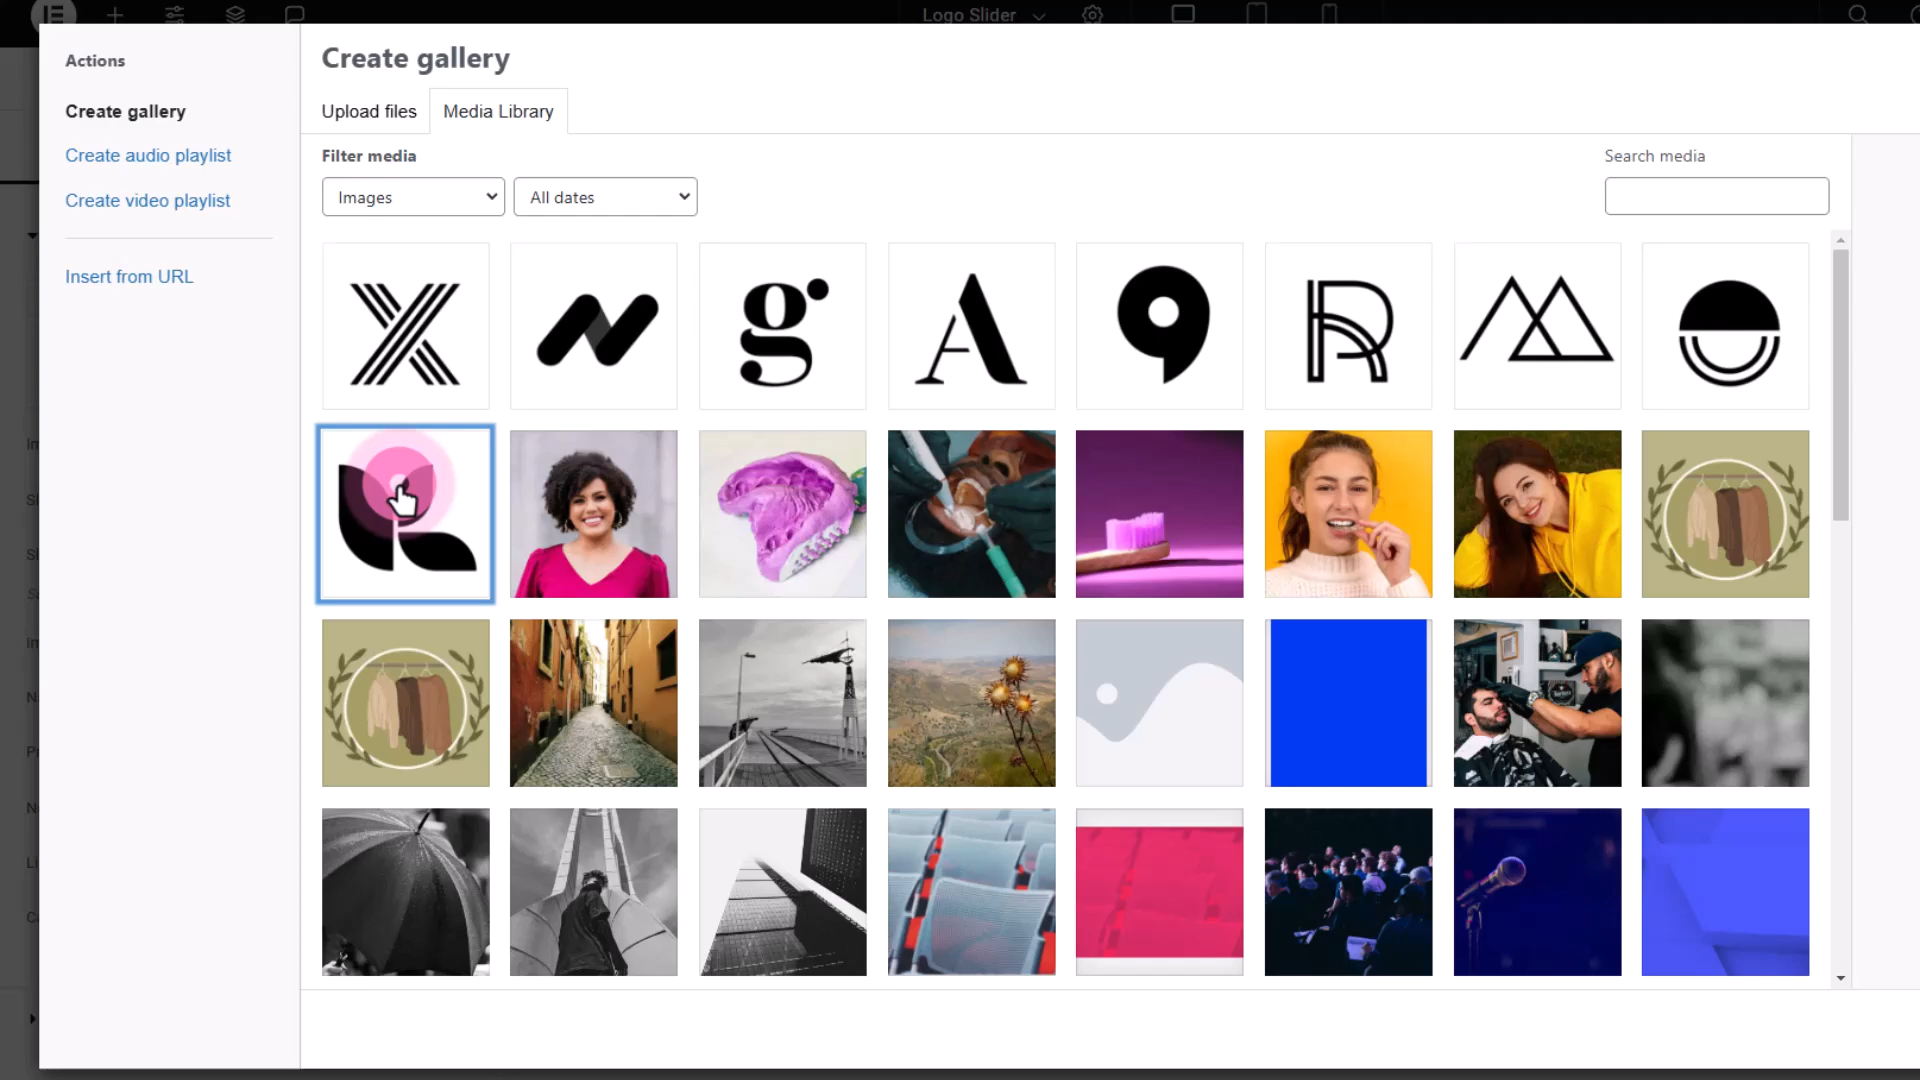 Logo Slider
Actions
Create gallery
Create audio playlist
Create video playlist
Insert from URL
Create gallery
Upload files
Media Library
Filter media
Images
All dates
Search media